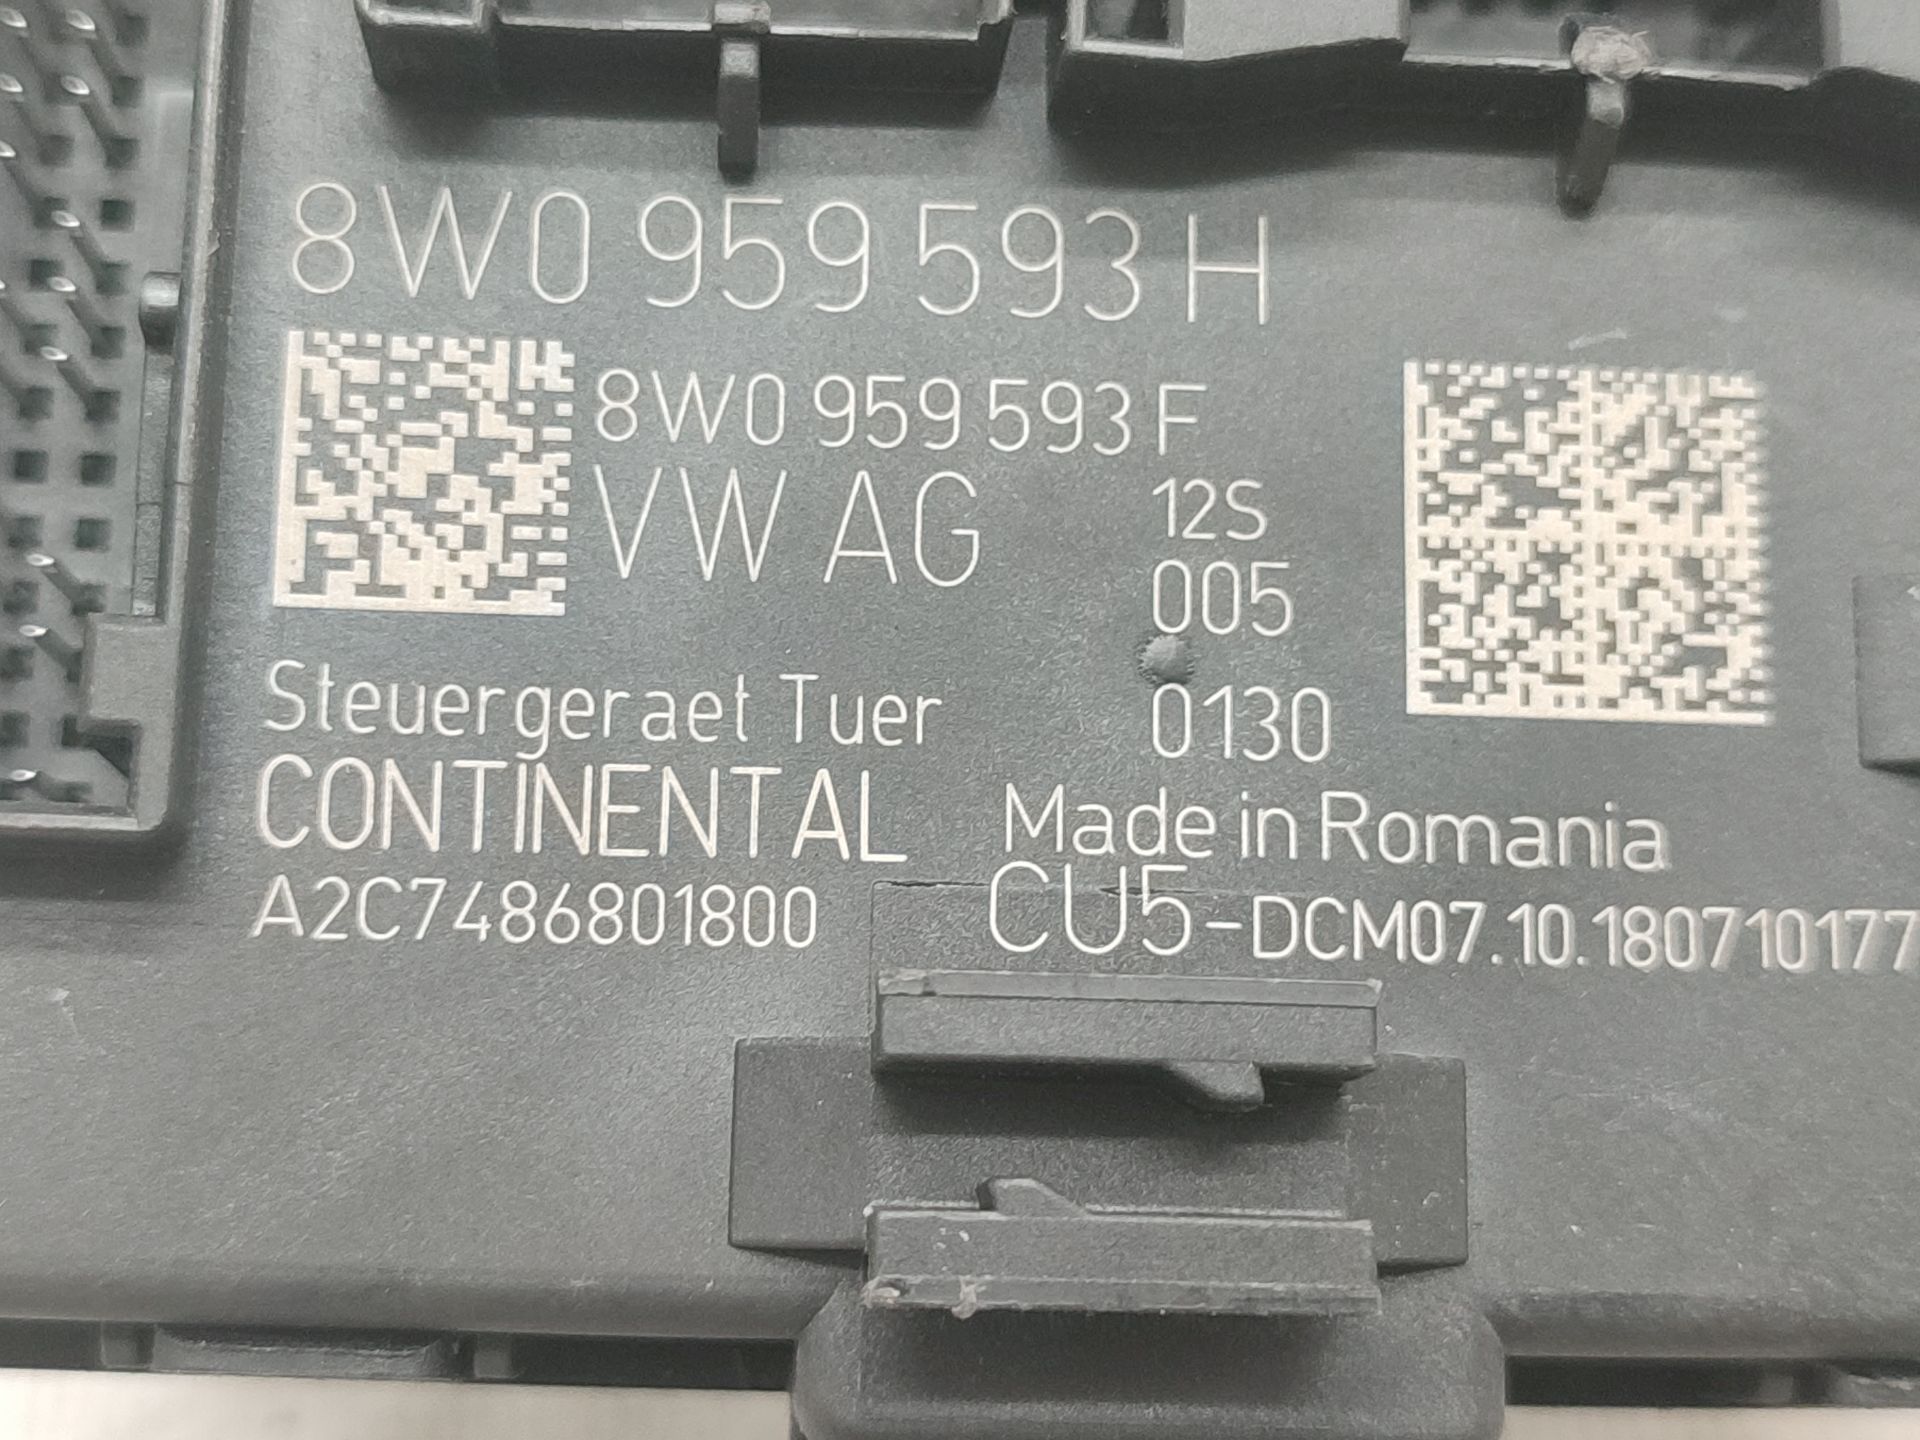 8W0 959 593 H
8W0 959 593 F
VW AG
12S
005
Steuergeraet Tuer
0130
CONTINENTAL
Made in Romania
A2C7486801800
CU5-DCM07.10.180710177